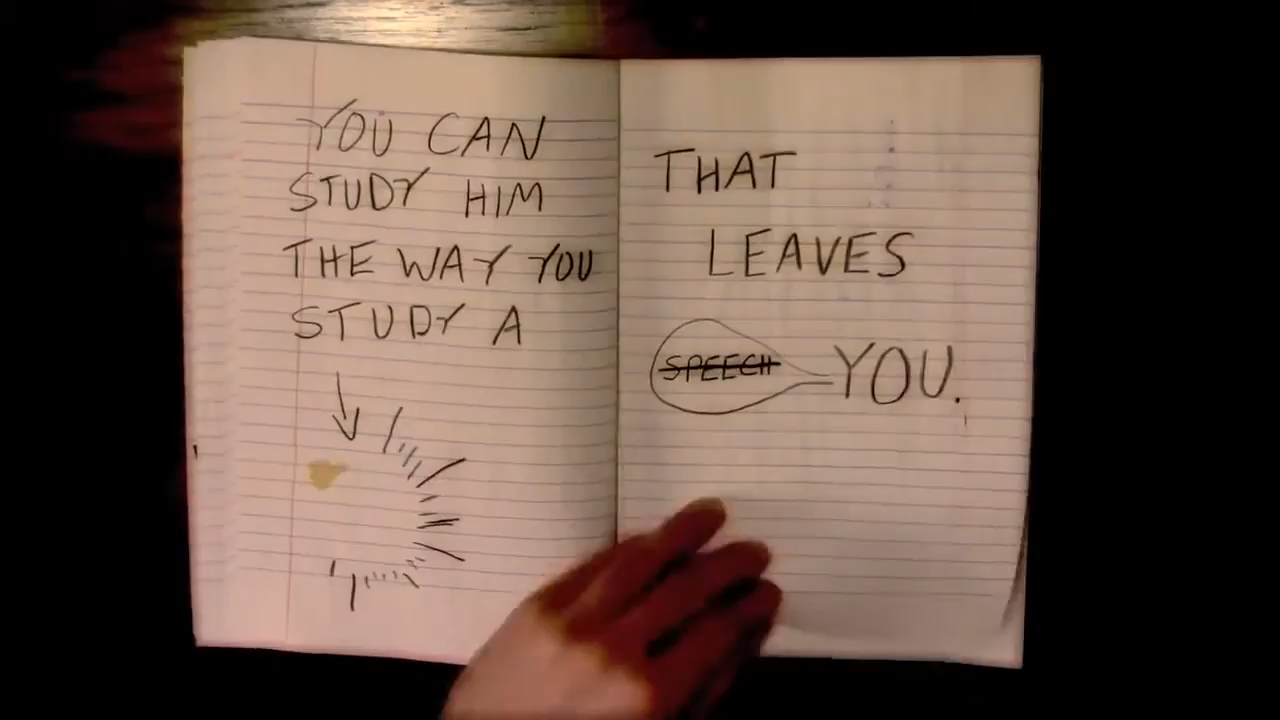 YOU CAN
STUDY HIM
THE WAY YOU
STUDY A
THAT
LEAVES
SPEECH YOU.